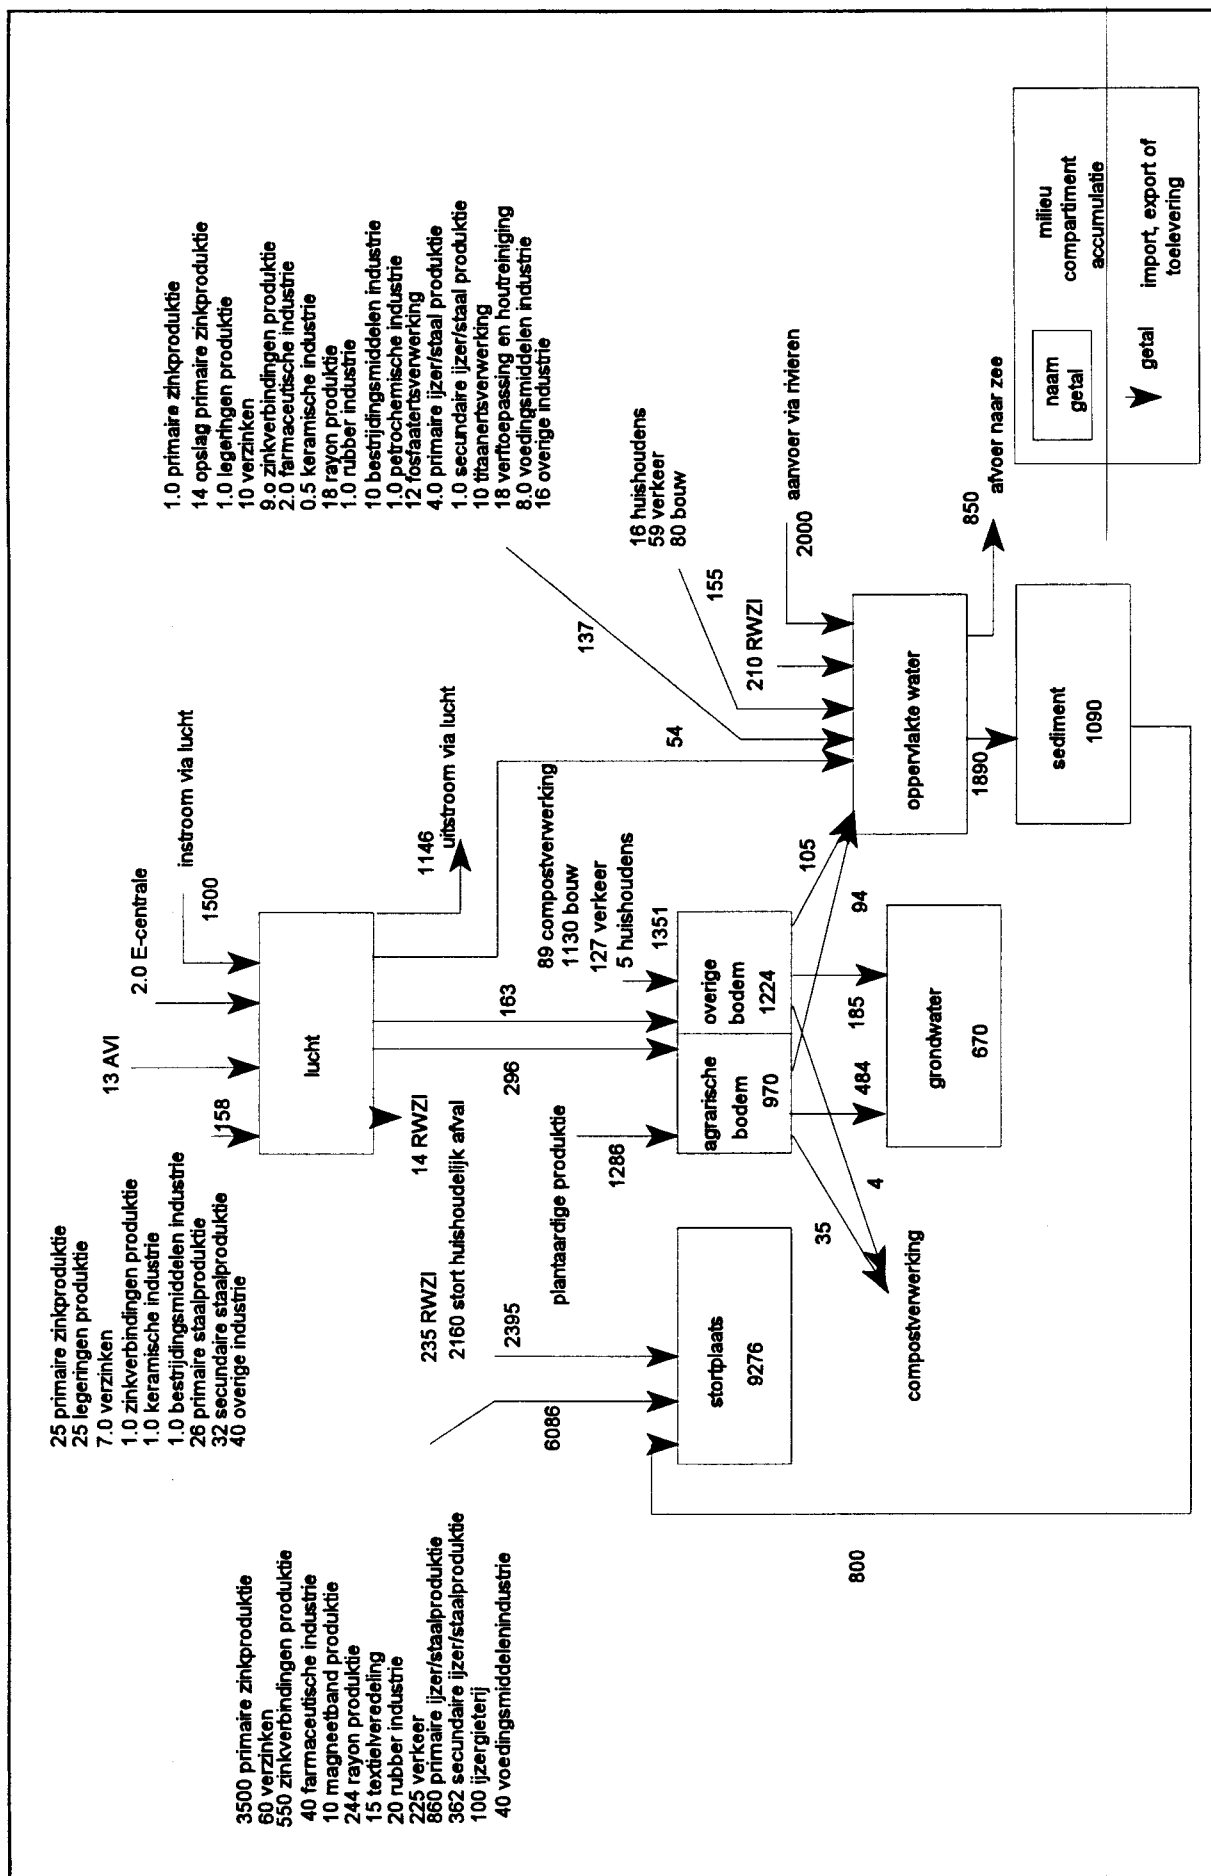 25 primaire zinkproduktie
25 legeringen produktie
7.0 verzinken
1.0 zinkverbindingen produktie
1.0 keramische industrie
1.0 bestrijdingsmiddelen industrie
26 primaire staalproduktie
32 secundaire staalproduktie
40 overige industrie
158
13 AVI
2.0 E-centrale
instroom via lucht
1500
lucht
14 RWZI
1146
uitstroom via lucht
1.0 primaire zinkproduktie
14 opslag primaire zinkproduktie
1.0 legeringen produktie
10 verzinken
9.o zinkverbindingen produktie
2.0 farmaceutische industrie
0.5 keramische industrie
18 rayon produktie
1.0 rubber industrie
10 bestrijdingsmiddelen industrie
1.0 petrochemische industrie
12 fosfaatertsverwerking
4.0 primaire ijzer/staal produktie
1.0 secundaire ijzer/staal produktie
10 titaanertsverwerking
18 verftoepassing en houtreiniging
8.0 voedingsmiddelen industrie
16 overige industrie
137
16 huishoudens
59 verkeer
80 bouw
155
210 RWZI
aanvoer via rivieren
2000
54
3500 primaire zinkproduktie
60 verzinken
550 zinkverbindingen produktie
40 farmaceutische industrie
10 magneetband produktie
244 rayon produktie
15 textielveredeling
20 rubber industrie
225 verkeer
860 primaire ijzer/staalproduktie
362 secundaire ijzer/staalproduktie
100 ijzergieterij
40 voedingsmiddelenindustrie
6086
235 RWZI
2160 stort huishoudelijk afval
2395
plantaardige produktie
1286
296
163
89 compostverwerking
1130 bouw
127 verkeer
5 huishoudens
1351
stortplaats
9276
agrarische
bodem
970
overige
bodem
1224
oppervlakte water
35
4
484
185
94
105
compostverwerking
grondwater
670
1890
850
afvoer naar zee
sediment
1090
800
naam
getal
milieu
compartiment
accumulatie
getal
import, export of
toelevering